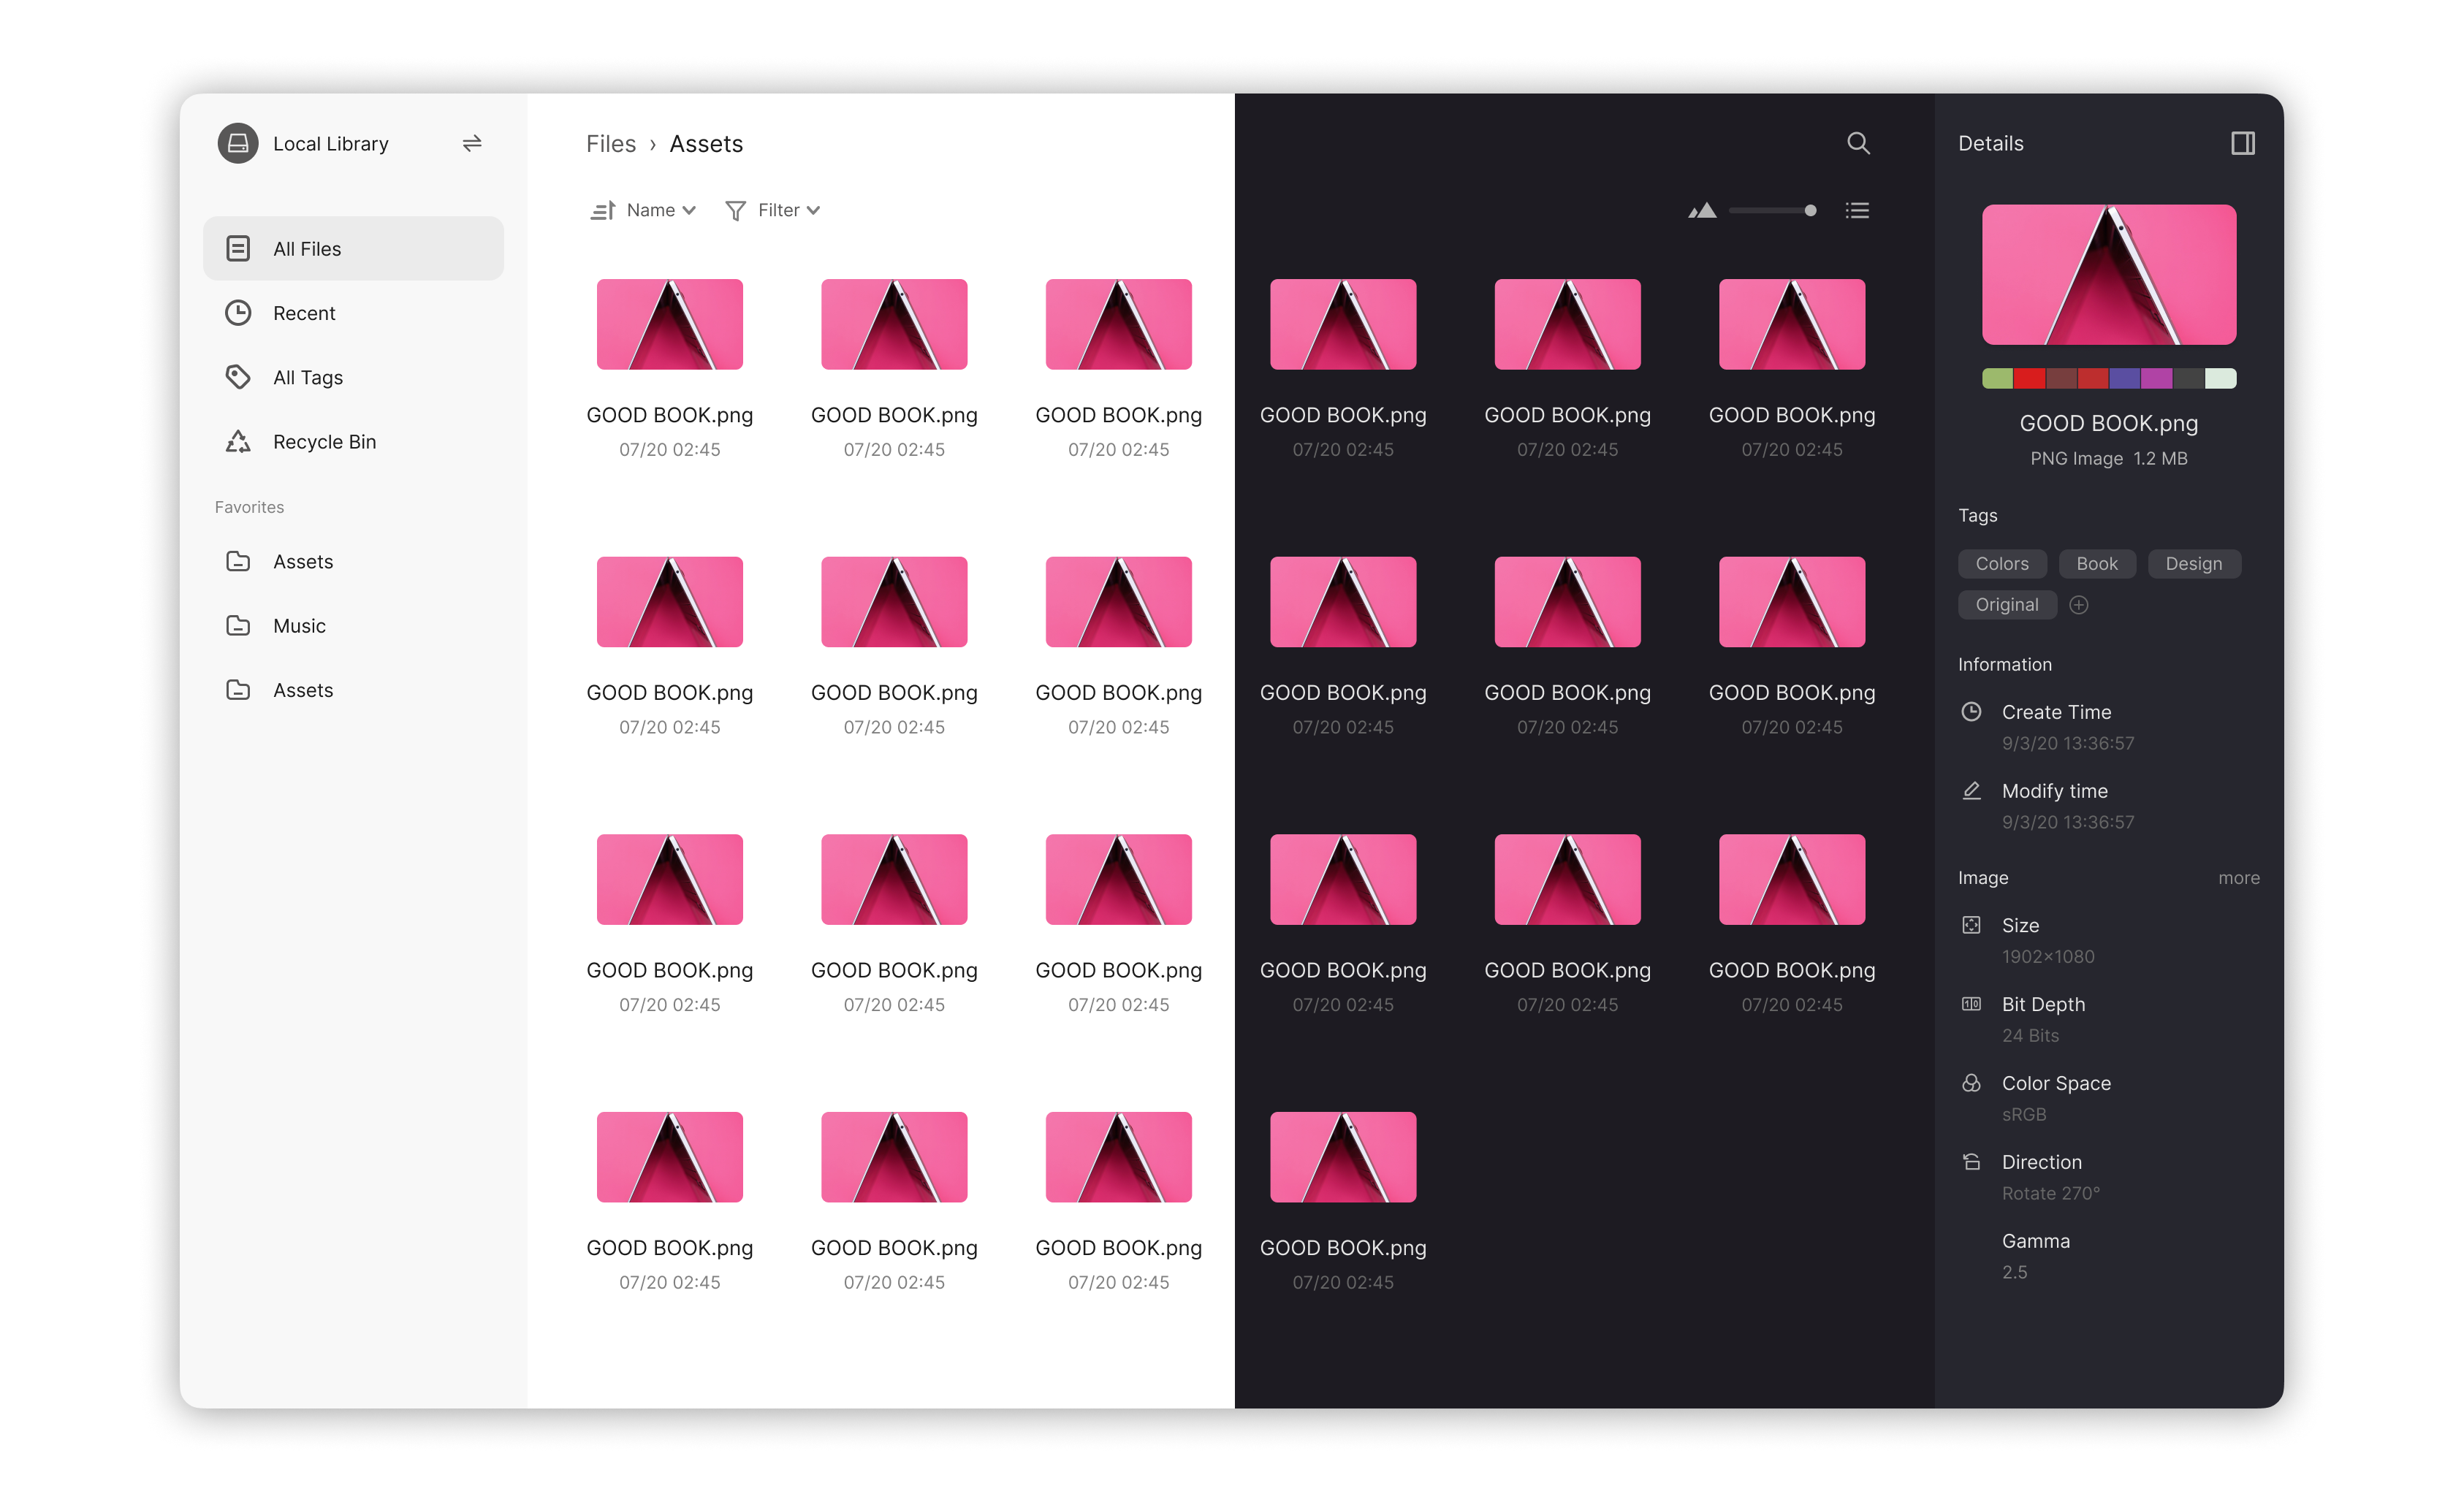 Local Library
All Files
Recent
All Tags
Recycle Bin
Favorites
Assets
Music
Assets
Files › Assets
Name Filter
GOOD BOOK.png GOOD BOOK.png GOOD BOOK.png GOOD BOOK.png GOOD BOOK.png GOOD BOOK.png
07/20 02:45 07/20 02:45 07/20 02:45 07/20 02:45 07/20 02:45 07/20 02:45
GOOD BOOK.png GOOD BOOK.png GOOD BOOK.png GOOD BOOK.png GOOD BOOK.png GOOD BOOK.png
07/20 02:45 07/20 02:45 07/20 02:45 07/20 02:45 07/20 02:45 07/20 02:45
GOOD BOOK.png GOOD BOOK.png GOOD BOOK.png GOOD BOOK.png GOOD BOOK.png GOOD BOOK.png
07/20 02:45 07/20 02:45 07/20 02:45 07/20 02:45 07/20 02:45 07/20 02:45
GOOD BOOK.png GOOD BOOK.png GOOD BOOK.png GOOD BOOK.png
07/20 02:45 07/20 02:45 07/20 02:45 07/20 02:45
Details
GOOD BOOK.png
PNG Image 1.2 MB
Tags
Colors Book Design
Original
Information
Create Time
9/3/20 13:36:57
Modify time
9/3/20 13:36:57
Image more
Size
1902×1080
Bit Depth
24 Bits
Color Space
sRGB
Direction
Rotate 270°
Gamma
2.5